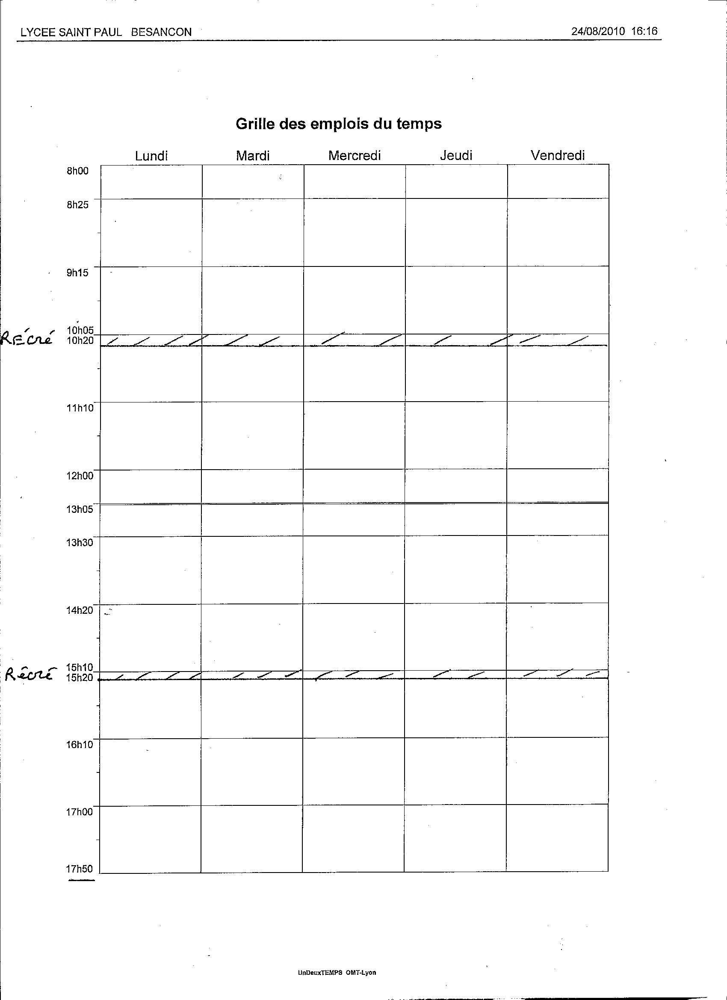 LYCEE SAINT PAUL BESANCON 24/08/2010 16:16
Grille des emplois du temps
Lundi Mardi Mercredi Jeudi Vendredi
8h00
8h25
9h15
10h05
RÉCRÉ 10h20
11h10
12h00
13h05
13h30
14h20
15h10
Récré 15h20
16h10
17h00
17h50
UnDeuxTEMPS OMT-Lyon